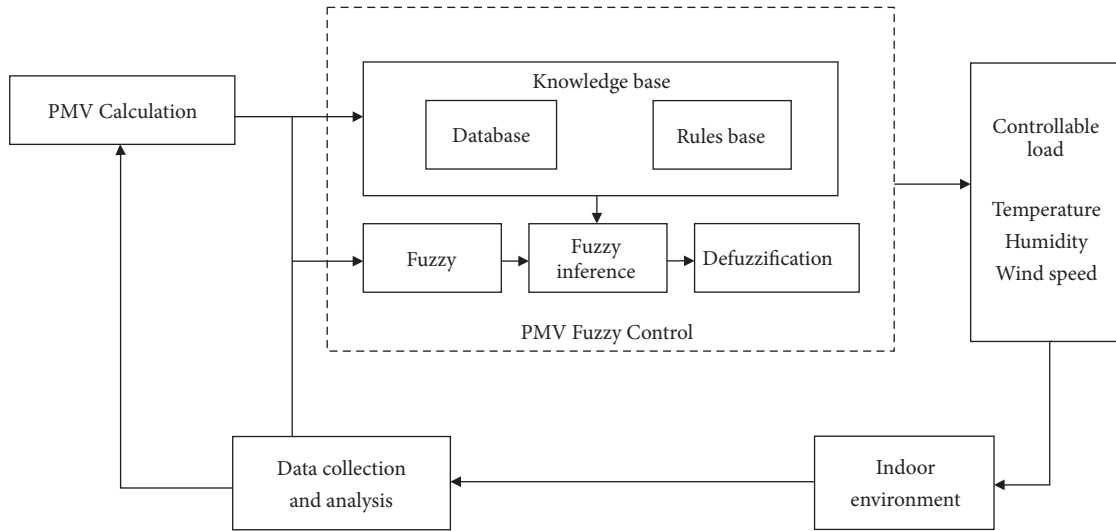 PMV Calculation
Knowledge base
Database
Rules base
Fuzzy
Fuzzy
inference
Defuzzification
PMV Fuzzy Control
Controllable
load
Temperature
Humidity
Wind speed
Data collection
and analysis
Indoor
environment